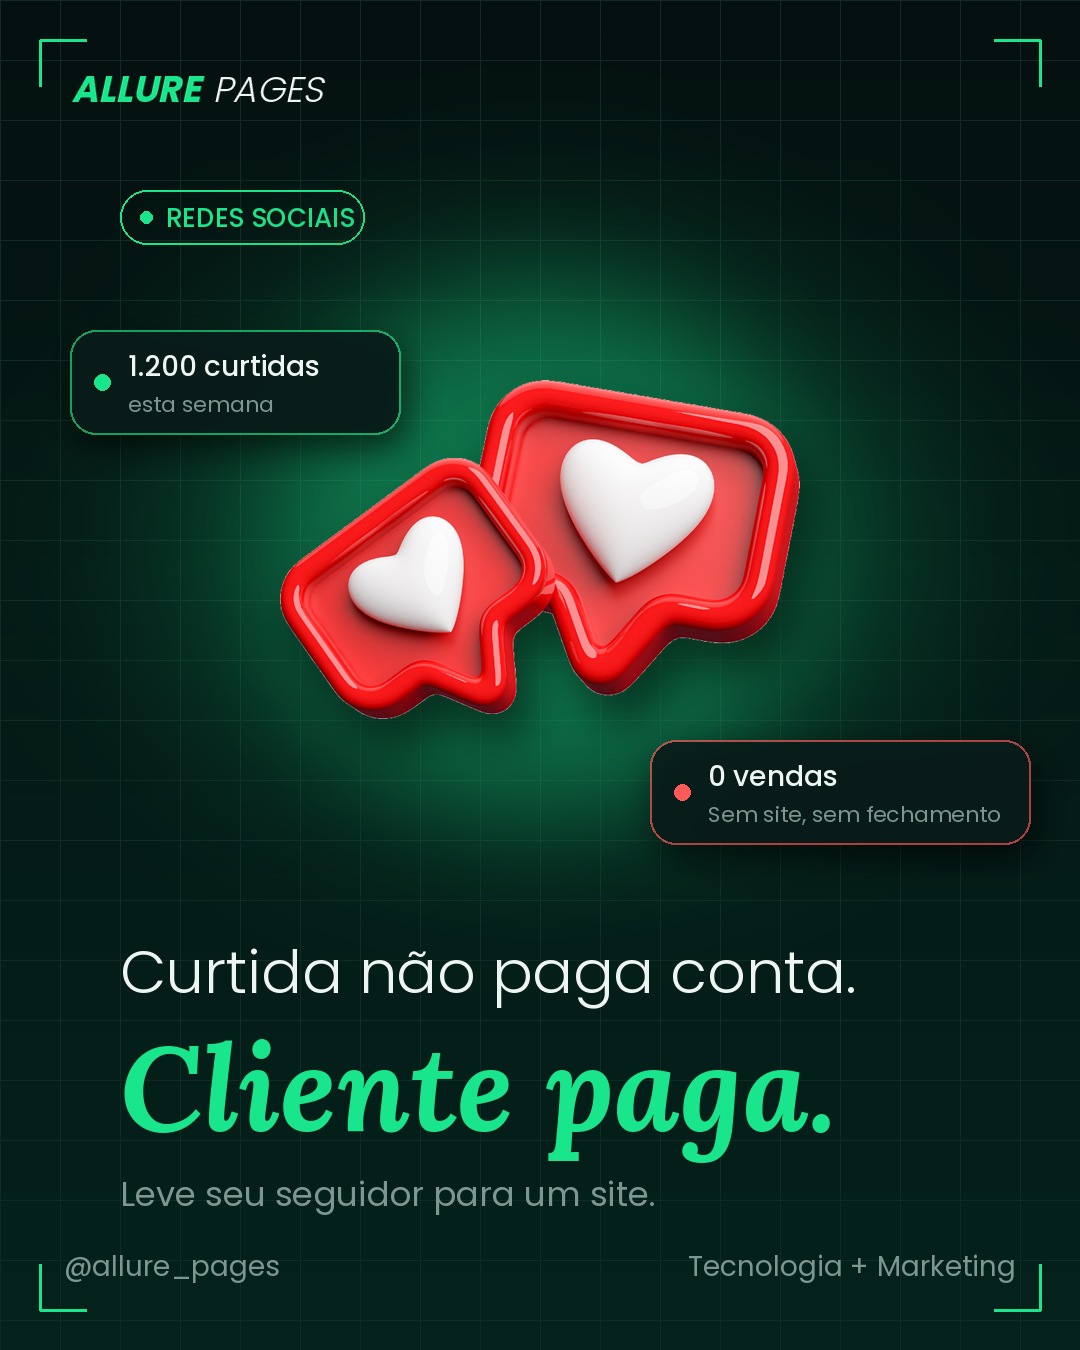 ALLURE PAGES
REDES SOCIAIS
1.200 curtidas
esta semana
0 vendas
Sem site, sem fechamento
Curtida não paga conta.
Cliente paga.
Leve seu seguidor para um site.
@allure_pages
Tecnologia + Marketing